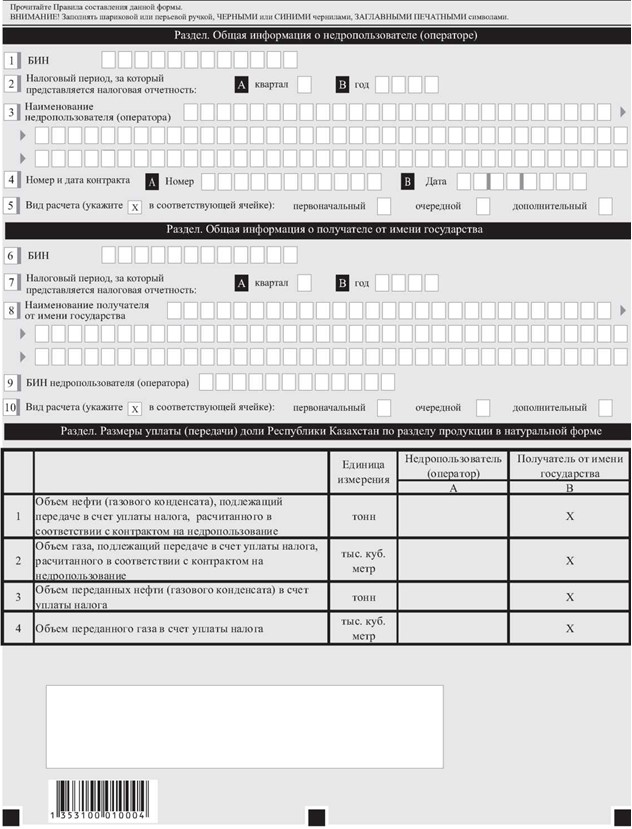 Прочитайте Правила составления данной формы.
ВНИМАНИЕ! Заполнять шариковой или перьевой ручкой, ЧЕРНЫМИ или СИНИМИ чернилами, ЗАГЛАВНЫМИ ПЕЧАТНЫМИ символами.
Раздел. Общая информация о недропользователе (операторе)
1 БИН
2 Налоговый период, за который
представляется налоговая отчетность: A квартал B год
3 Наименование
недропользователя (оператора)
4 Номер и дата контракта A Номер B Дата
5 Вид расчета (укажите X в соответствующей ячейке): первоначальный очередной дополнительный
Раздел. Общая информация о получателе от имени государства
6 БИН
7 Налоговый период, за который
представляется налоговая отчетность: A квартал B год
8 Наименование получателя
от имени государства
9 БИН недропользователя (оператора)
10 Вид расчета (укажите X в соответствующей ячейке): первоначальный очередной дополнительный
Раздел. Размеры уплаты (передачи) доли Республики Казахстан по разделу продукции в натуральной форме
Единица
измерения
Недропользователь
(оператор)
Получатель от имени
государства
A B
1 Объем нефти (газового конденсата), подлежащий
передаче в счет уплаты налога, расчитанного в тонн X
соответствии с контрактом на недропользование
2 Объем газа, подлежащий передаче в счет уплаты налога,
расчитанного в соответствии с контрактом на
недропользование
тыс. куб.
метр X
3 Объем переданных нефти (газового конденсата) в счет
уплаты налога
тонн X
4 Объем переданного газа в счет уплаты налога
тыс. куб.
метр X
1 353100 010004